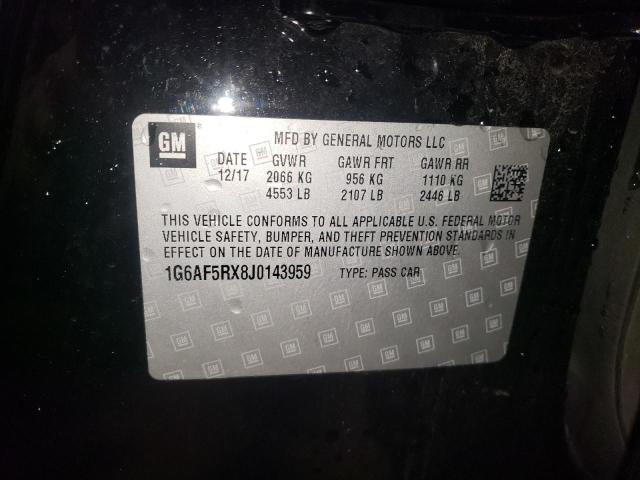 GM
MFD BY GENERAL MOTORS LLC
DATE GVWR GAWR FRT GAWR RR
12/17 2066 KG 956 KG 1110 KG
4553 LB 2107 LB 2446 LB
THIS VEHICLE CONFORMS TO ALL APPLICABLE U.S. FEDERAL MOTOR
VEHICLE SAFETY, BUMPER, AND THEFT PREVENTION STANDARDS IN
EFFECT ON THE DATE OF MANUFACTURE SHOWN ABOVE.
1G6AF5RX8J0143959 TYPE: PASS CAR